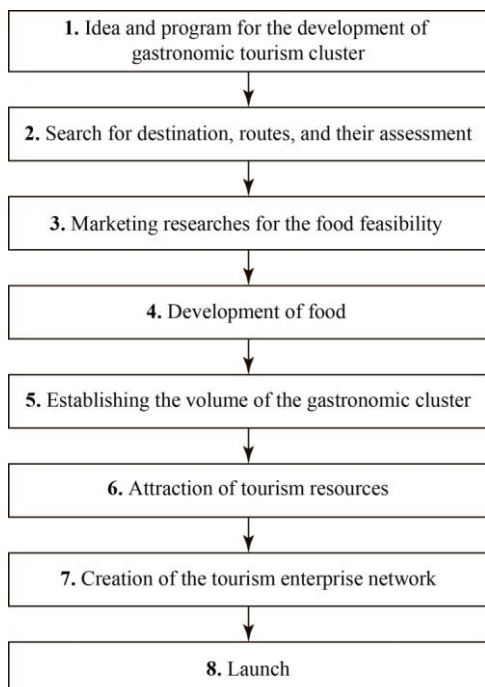 1. Idea and program for the development of
gastronomic tourism cluster
2. Search for destination, routes, and their assessment
3. Marketing researches for the food feasibility
4. Development of food
5. Establishing the volume of the gastronomic cluster
6. Attraction of tourism resources
7. Creation of the tourism enterprise network
8. Launch